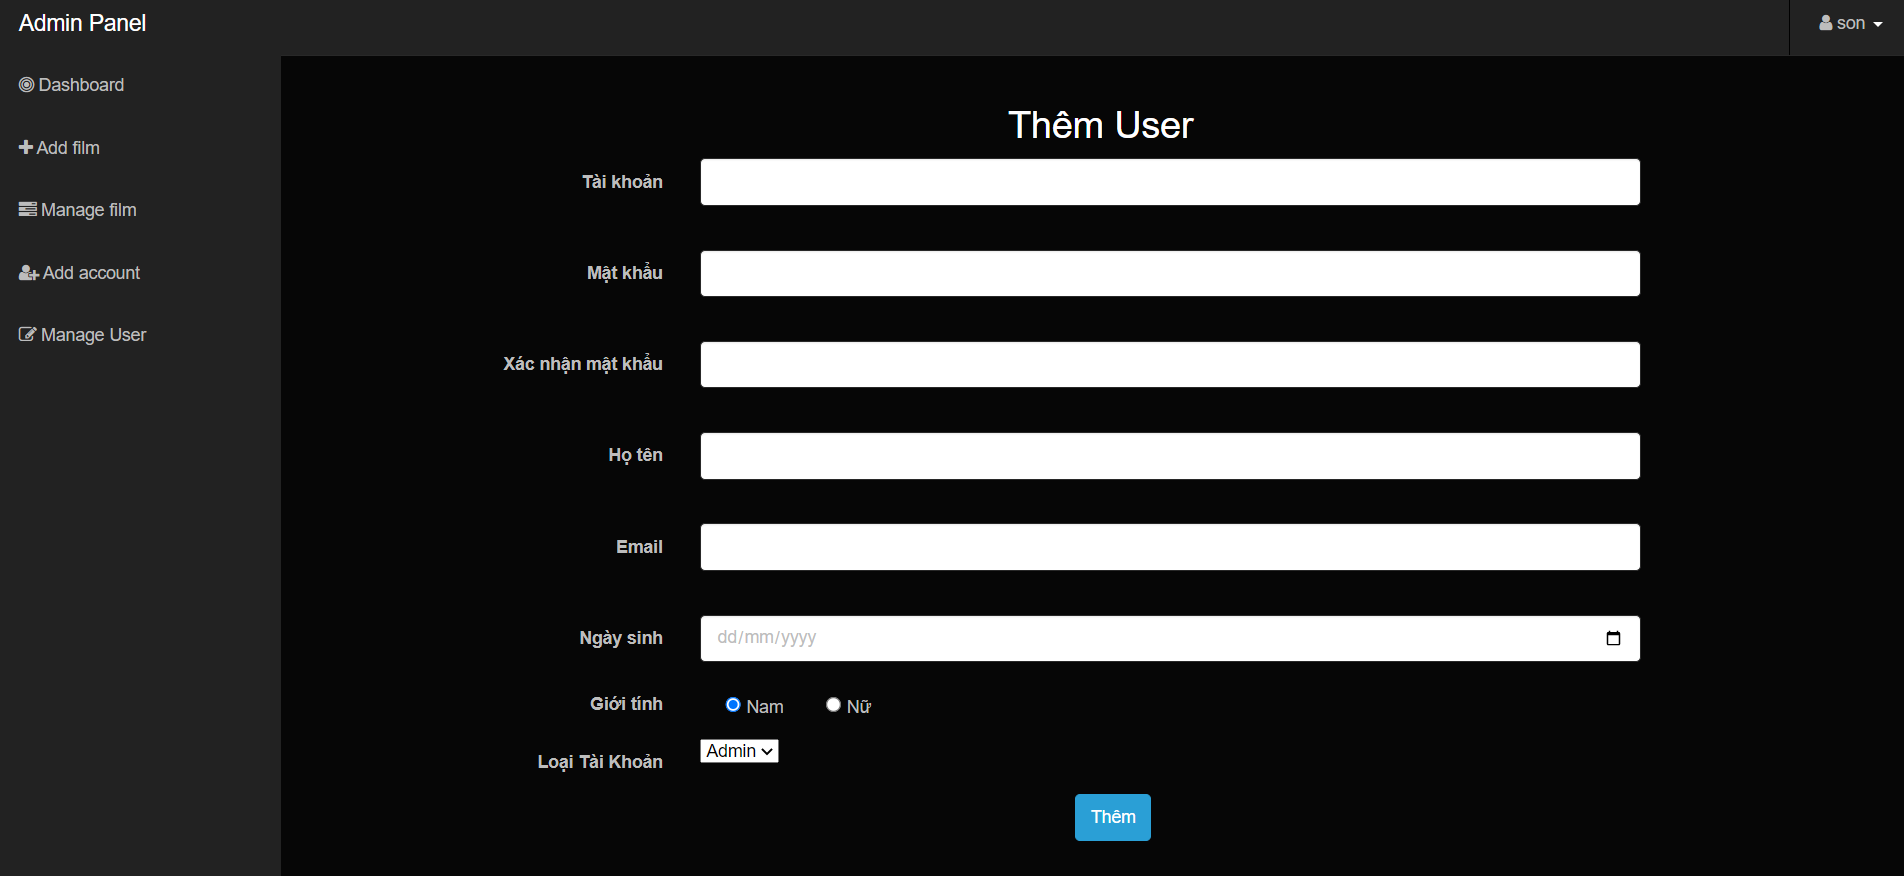 Admin Panel
son
Dashboard
Add film
Manage film
Add account
Manage User
Thêm User
Tài khoản
Mật khẩu
Xác nhận mật khẩu
Họ tên
Email
Ngày sinh
dd/mm/yyyy
Giới tính
Nam
Nữ
Loại Tài Khoản
Admin
Thêm